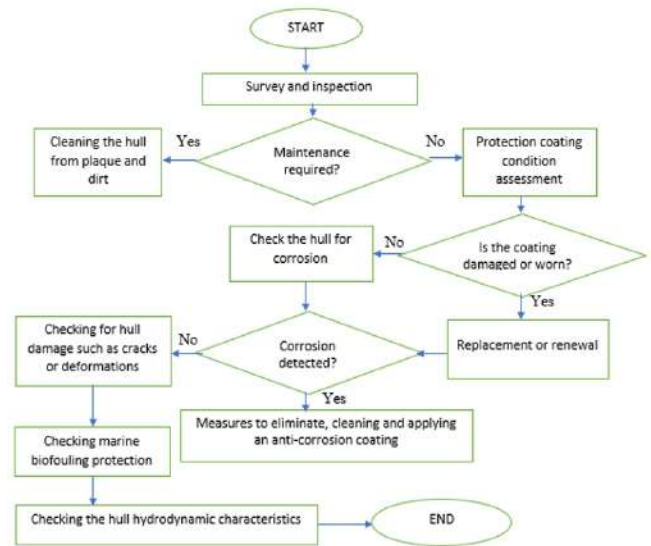 START
Survey and inspection
Cleaning the hull
from plaque and
dirt
Yes
Maintenance
required?
No
Protection coating
condition
assessment
Check the hull for
corrosion
No
Is the coating
damaged or worn?
Yes
Checking for hull
damage such as cracks
or deformations
No
Corrosion
detected?
Replacement or renewal
Yes
Measures to eliminate, cleaning and applying
an anti-corrosion coating
Checking marine
biofouling protection
Checking the hull hydrodynamic characteristics
END